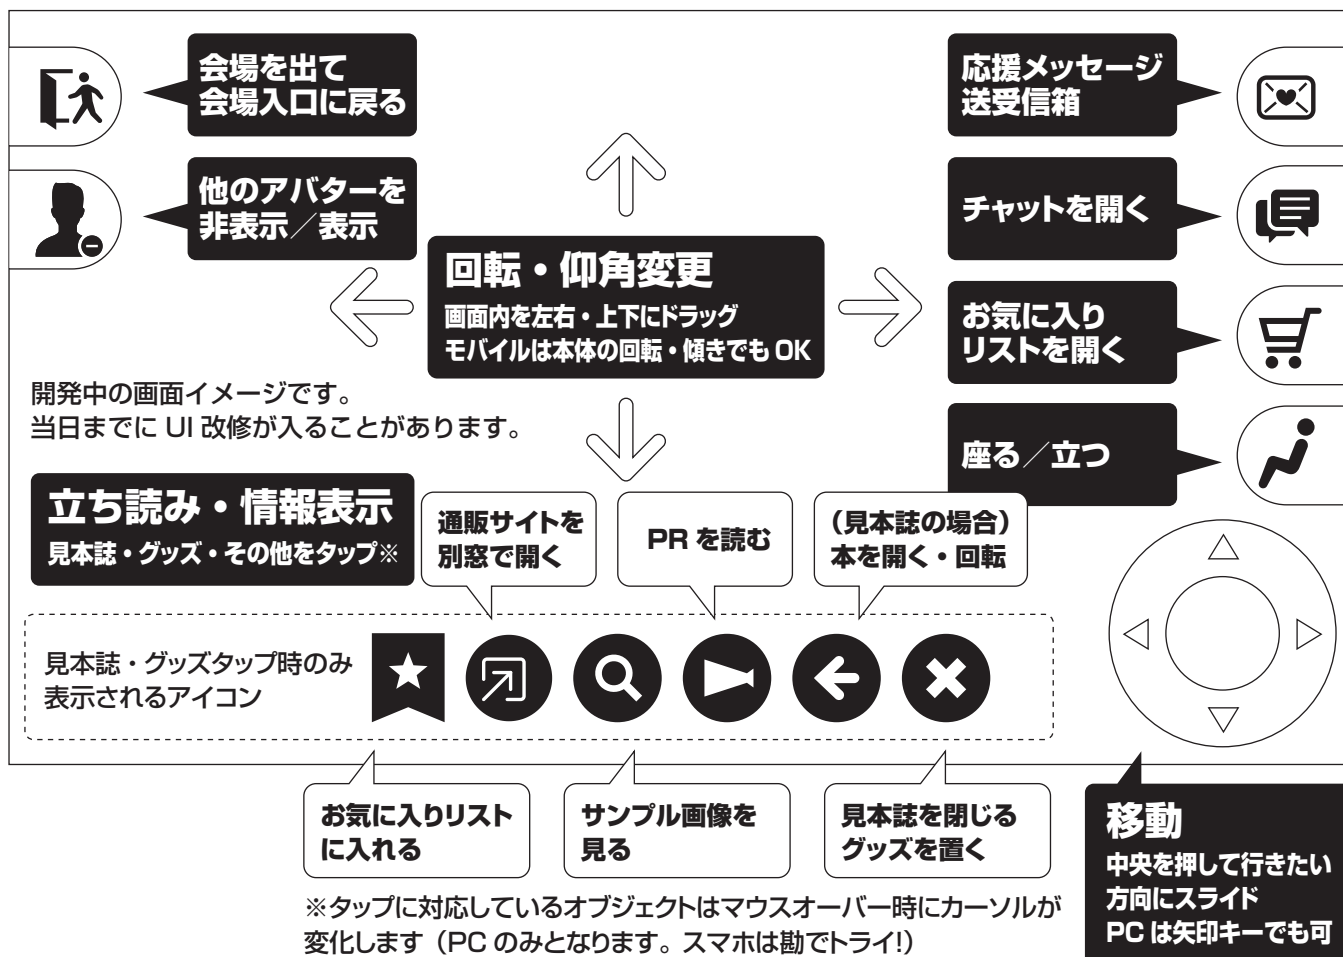 会場を出て
会場入口に戻る
他のアバターを
非表示／表示
応援メッセージ
送受信箱
チャットを開く
お気に入り
リストを開く
座る／立つ
回転・仰角変更
画面内を左右・上下にドラッグ
モバイルは本体の回転・傾きでも OK
開発中の画面イメージです。
当日までに UI 改修が入ることがあります。
立ち読み・情報表示
見本誌・グッズ・その他をタップ※
通販サイトを
別窓で開く
PR を読む
（見本誌の場合）
本を開く・回転
見本誌・グッズタップ時のみ
表示されるアイコン
お気に入りリスト
に入れる
サンプル画像を
見る
見本誌を閉じる
グッズを置く
移動
中央を押して行きたい
方向にスライド
PC は矢印キーでも可
※タップに対応しているオブジェクトはマウスオーバー時にカーソルが
変化します（PC のみとなります。スマホは勘でトライ!）